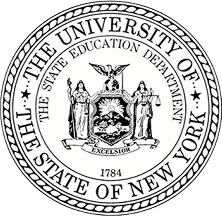 THE UNIVERSITY OF
THE STATE OF NEW YORK
THE STATE EDUCATION DEPARTMENT
EXCELSIOR
1784